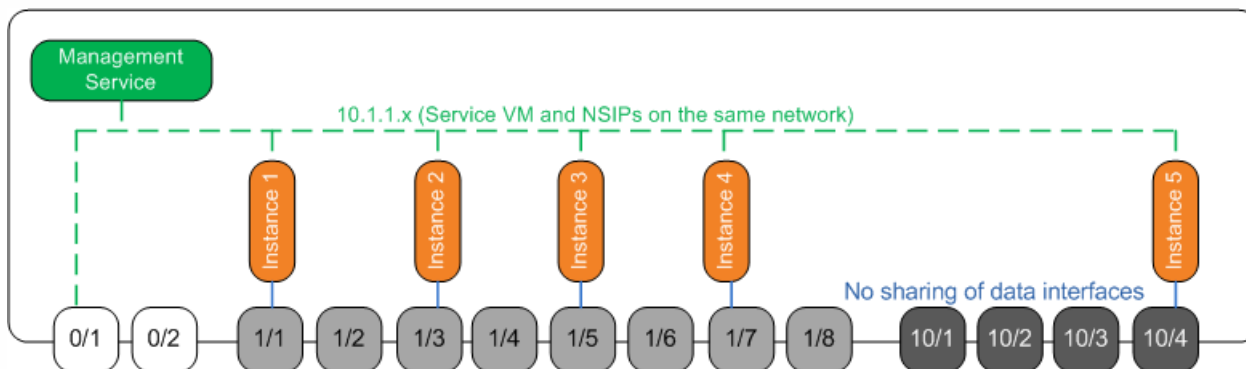 Management
Service
10.1.1.x (Service VM and NSIPs on the same network)
Instance 1
Instance 2
Instance 3
Instance 4
Instance 5
No sharing of data interfaces
0/1
0/2
1/1
1/2
1/3
1/4
1/5
1/6
1/7
1/8
10/1
10/2
10/3
10/4